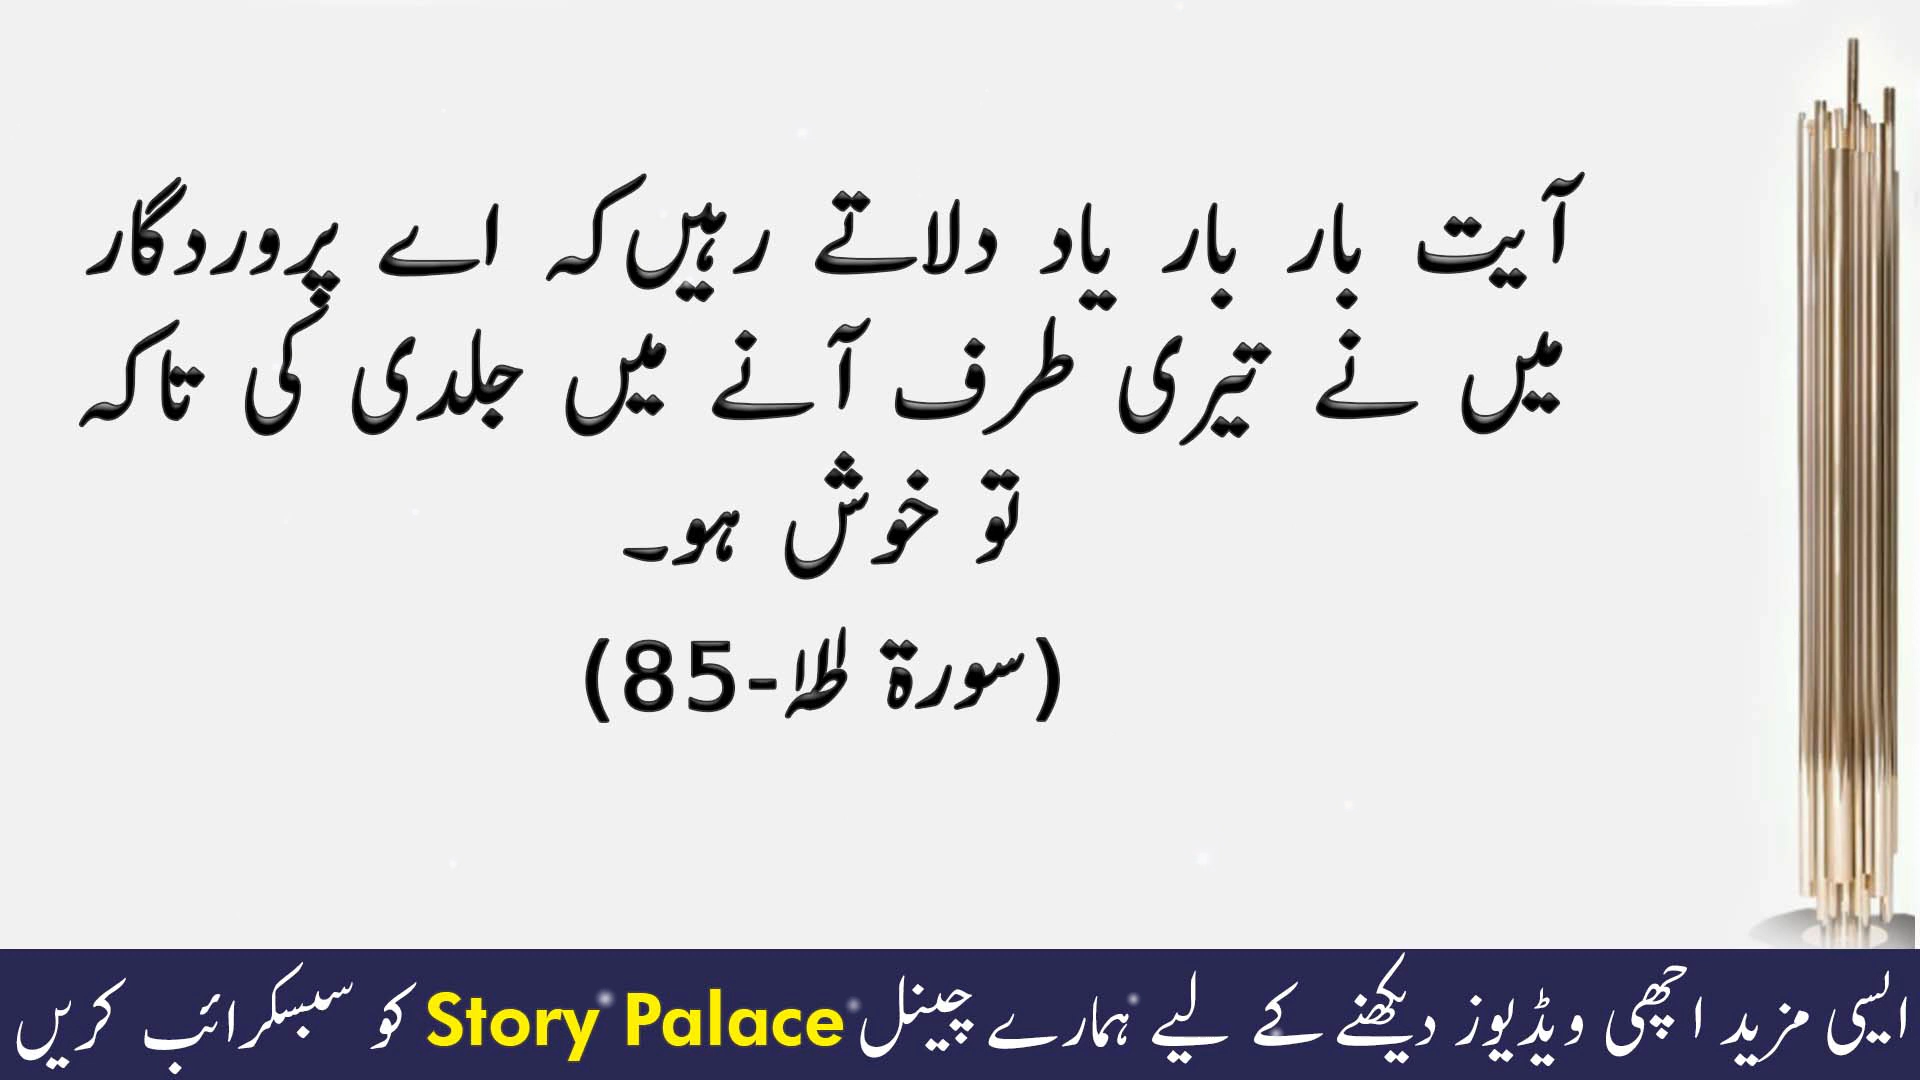 آیت بار بار یاد دلاتے رہیں کہ اے پروردگار
میں نے تیری طرف آنے میں جلدی کی تاکہ
تو خوش ہو۔
(سورۃ طٰہٰ-85)
ایسی مزید اچھی ویڈیوز دیکھنے کے لیے ہمارے چینل Story Palace کو سبسکرائب کریں